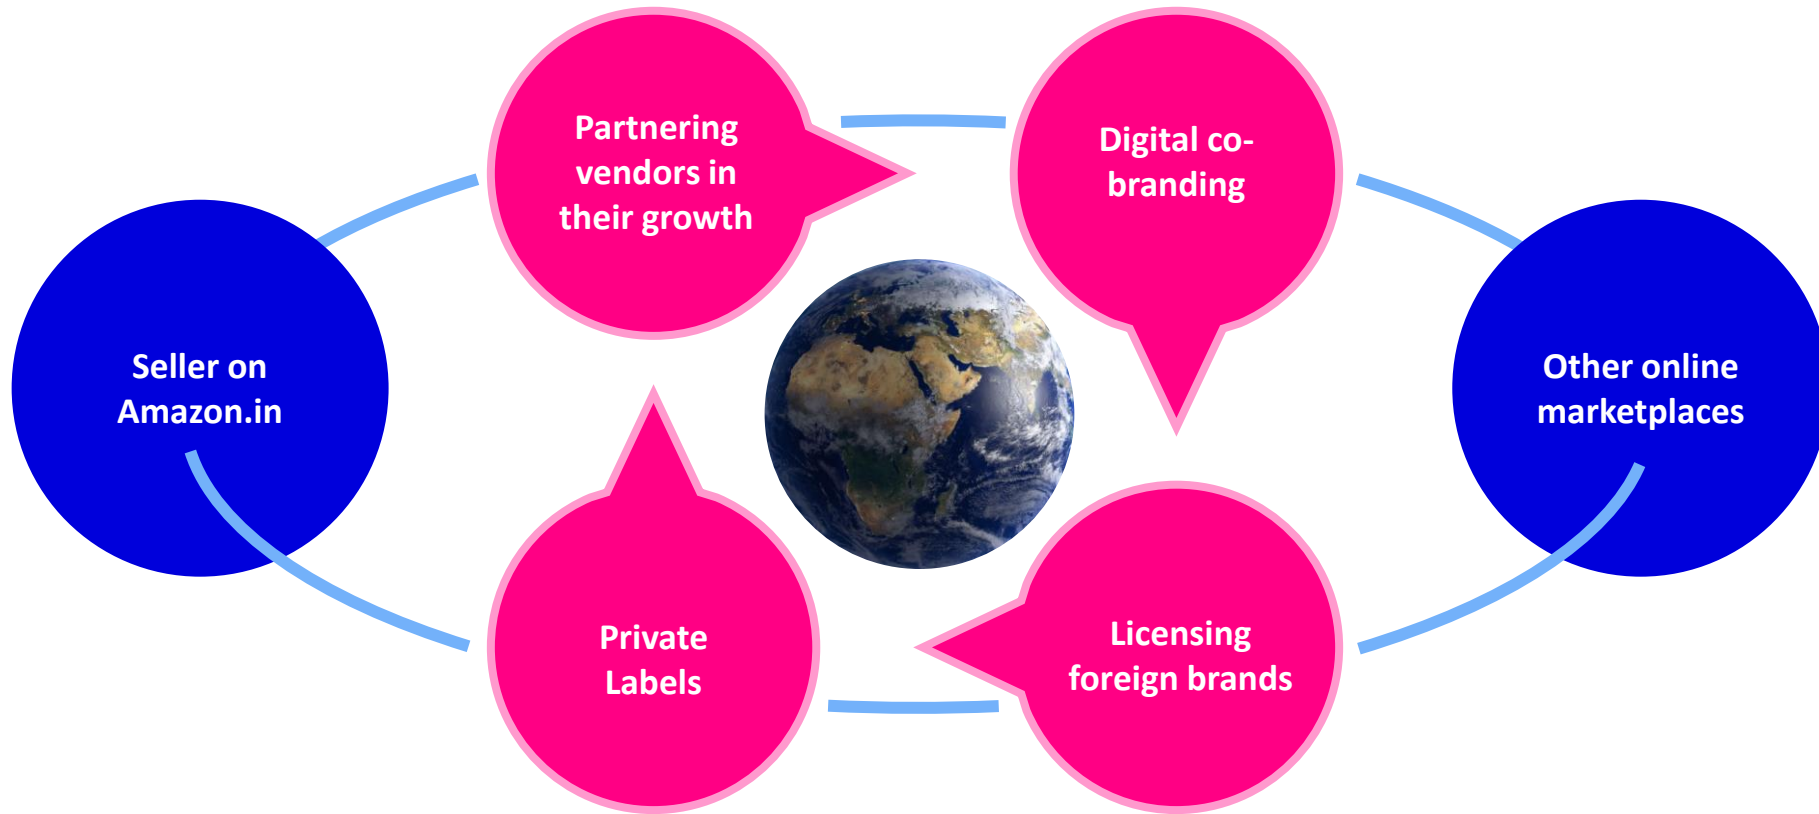 Partnering
vendors in
their growth
Digital co-
branding
Seller on
Amazon.in
Other online
marketplaces
Private
Labels
Licensing
foreign brands